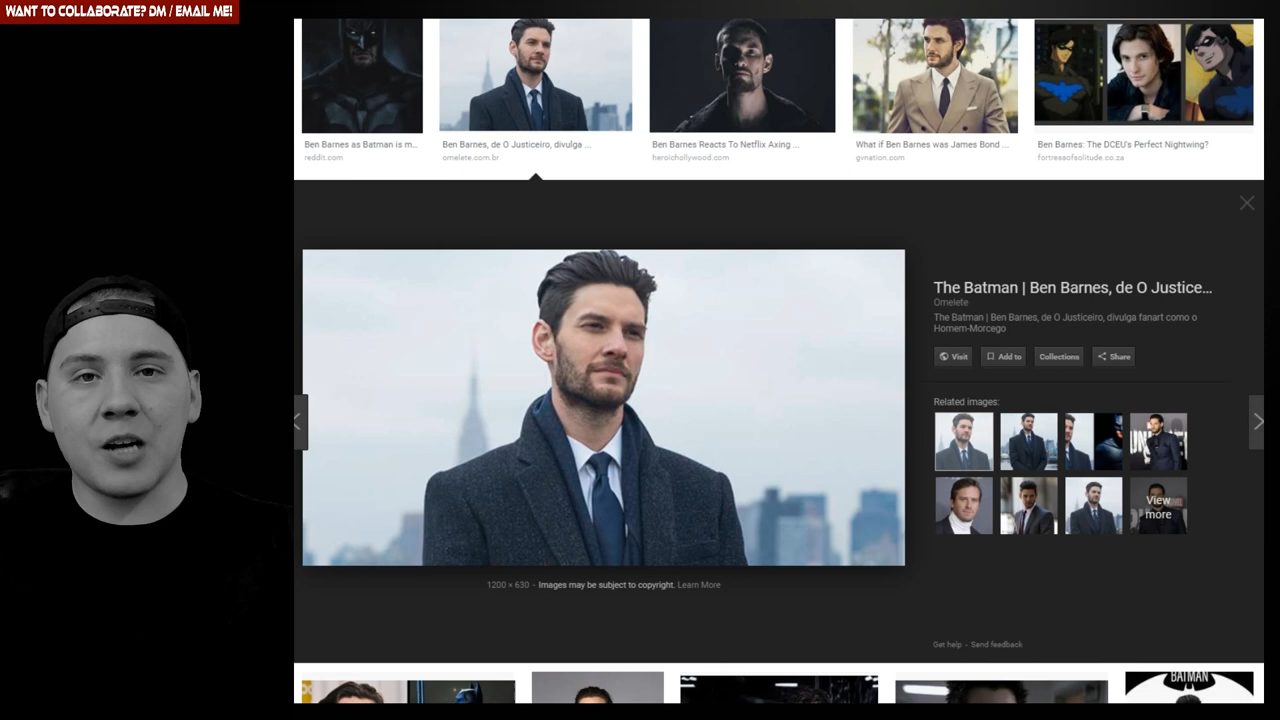 WANT TO COLLABORATE? DM / EMAIL ME!
Ben Barnes as Batman is m...
reddit.com
Ben Barnes, de O Justiceiro, divulga ...
omelete.com.br
Ben Barnes Reacts To Netflix Axing ...
heroichollywood.com
What if Ben Barnes was James Bond ...
gvnation.com
Ben Barnes: The DCEU's Perfect Nightwing?
fortressofsolitude.co.za
The Batman | Ben Barnes, de O Justice...
Omelete
The Batman | Ben Barnes, de O Justiceiro, divulga fanart como o
Homem-Morcego
Visit
Add to
Collections
Share
Related images:
View
more
1200 × 630 - Images may be subject to copyright. Learn More
Get help - Send feedback
BATMAN